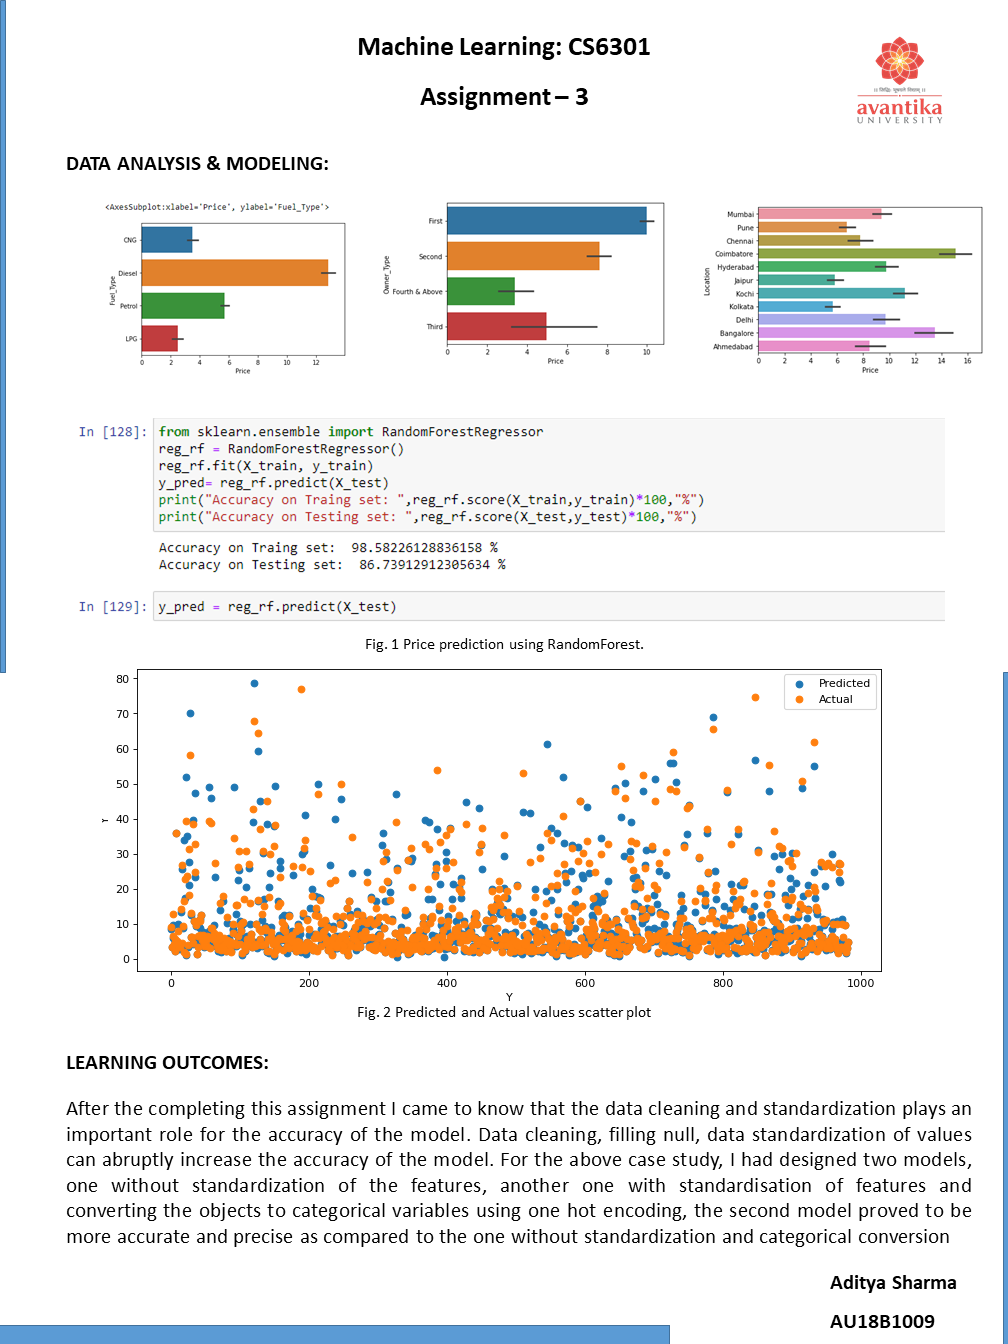 Machine Learning: CS6301
Assignment – 3
avantika
UNIVERSITY
DATA ANALYSIS & MODELING:
<AxesSubplot:xlabel='Price', ylabel='Fuel_Type'>
Fuel_Type
CNG
Diesel
Petrol
LPG
0 2 4 6 8 10 12
Price
Owner_Type
First
Second
Fourth & Above
Third
0 2 4 6 8 10
Price
Location
Mumbai
Pune
Chennai
Coimbatore
Hyderabad
Jaipur
Kochi
Kolkata
Delhi
Bangalore
Ahmedabad
0 2 4 6 8 10 12 14 16
Price
In [128]: from sklearn.ensemble import RandomForestRegressor
reg_rf = RandomForestRegressor()
reg_rf.fit(X_train, y_train)
y_pred= reg_rf.predict(X_test)
print("Accuracy on Traing set: ",reg_rf.score(X_train,y_train)*100,"%")
print("Accuracy on Testing set: ",reg_rf.score(X_test,y_test)*100,"%")
Accuracy on Traing set:  98.58226128836158 %
Accuracy on Testing set:  86.73912912305634 %
In [129]: y_pred = reg_rf.predict(X_test)
Fig. 1 Price prediction using RandomForest.
Predicted
Actual
80
70
60
50
40
30
20
10
0
0 200 400 600 800 1000
Y
Fig. 2 Predicted and Actual values scatter plot
LEARNING OUTCOMES:
After the completing this assignment I came to know that the data cleaning and standardization plays an
important role for the accuracy of the model. Data cleaning, filling null, data standardization of values
can abruptly increase the accuracy of the model. For the above case study, I had designed two models,
one without standardization of the features, another one with standardisation of features and
converting the objects to categorical variables using one hot encoding, the second model proved to be
more accurate and precise as compared to the one without standardization and categorical conversion
Aditya Sharma
AU18B1009